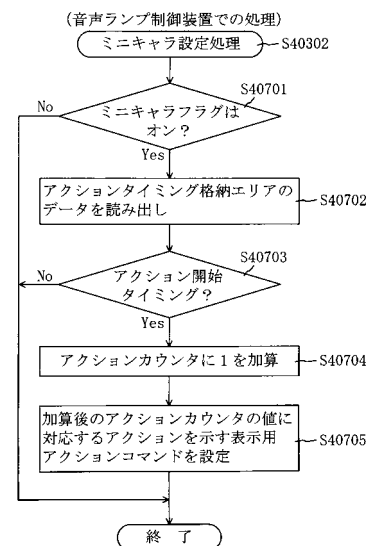 (音声ランプ制御装置での処理)
ミニキャラ設定処理
S40302
S40701
ミニキャラフラグは
オン?
No
Yes
アクションタイミング格納エリアの
データを読み出し
S40702
S40703
アクション開始
タイミング?
No
Yes
アクションカウンタに1を加算
S40704
加算後のアクションカウンタの値に
対応するアクションを示す表示用
アクションコマンドを設定
S40705
終 了